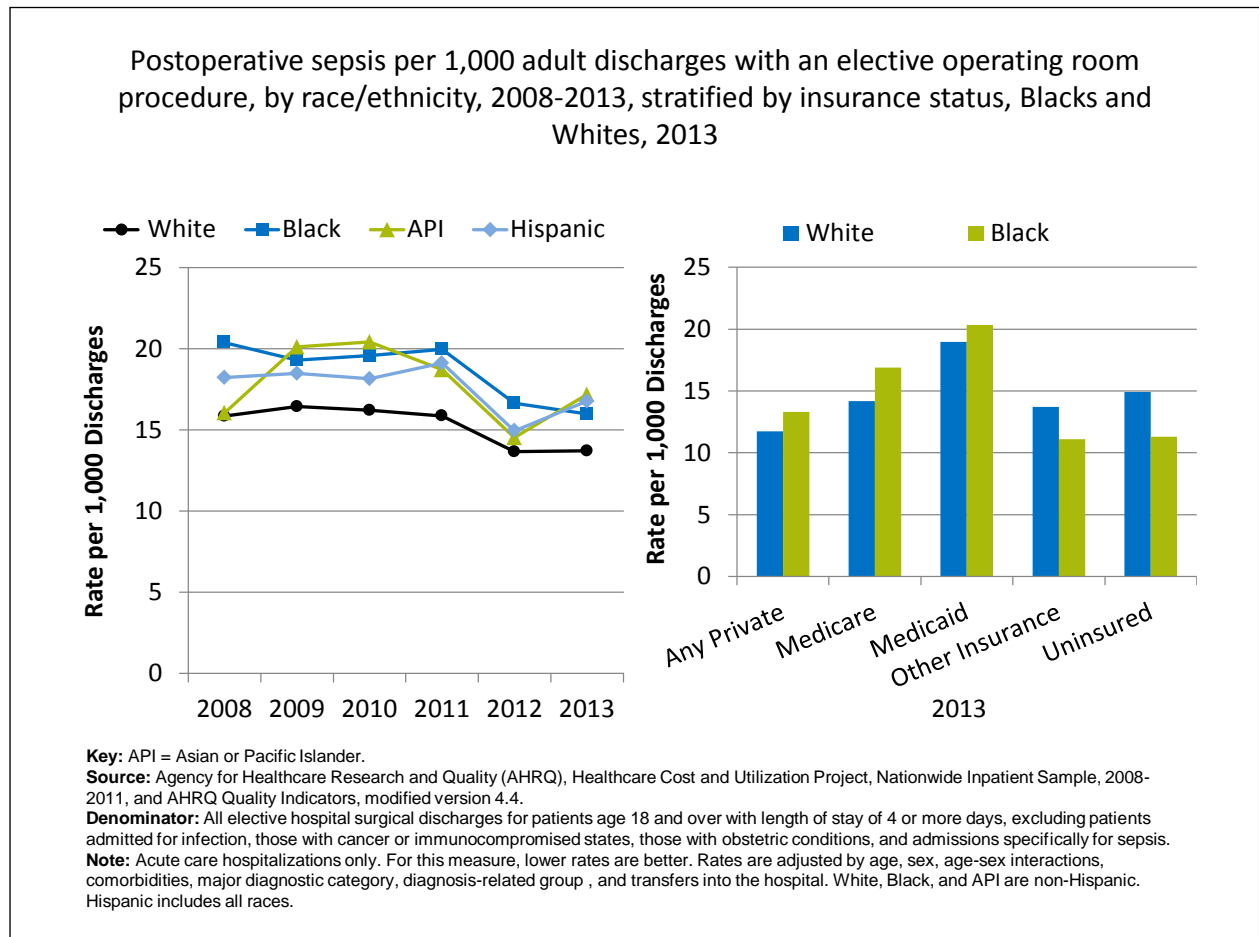 Postoperative sepsis per 1,000 adult discharges with an elective operating room
procedure, by race/ethnicity, 2008-2013, stratified by insurance status, Blacks and
Whites, 2013
White Black API Hispanic
Rate per 1,000 Discharges
25
20
15
10
5
0
2008 2009 2010 2011 2012 2013
White Black
Rate per 1,000 Discharges
25
20
15
10
5
0
Any Private
Medicare
Medicaid
Other Insurance
Uninsured
2013
Key: API = Asian or Pacific Islander.
Source: Agency for Healthcare Research and Quality (AHRQ), Healthcare Cost and Utilization Project, Nationwide Inpatient Sample, 2008-
2011, and AHRQ Quality Indicators, modified version 4.4.
Denominator: All elective hospital surgical discharges for patients age 18 and over with length of stay of 4 or more days, excluding patients
admitted for infection, those with cancer or immunocompromised states, those with obstetric conditions, and admissions specifically for sepsis.
Note: Acute care hospitalizations only. For this measure, lower rates are better. Rates are adjusted by age, sex, age-sex interactions,
comorbidities, major diagnostic category, diagnosis-related group , and transfers into the hospital. White, Black, and API are non-Hispanic.
Hispanic includes all races.